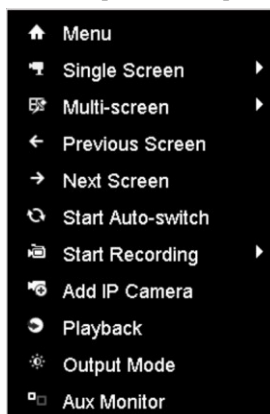 Menu
Single Screen
Multi-screen
Previous Screen
Next Screen
Start Auto-switch
Start Recording
Add IP Camera
Playback
Output Mode
Aux Monitor